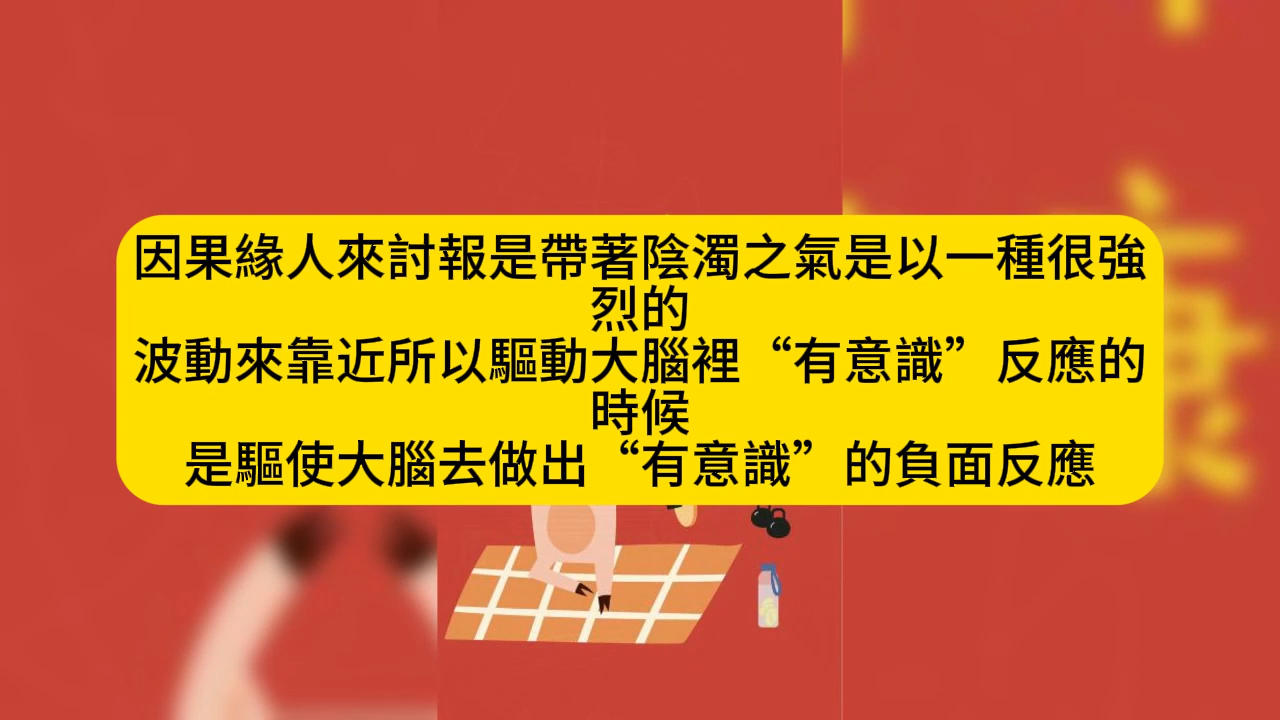 因果緣人來討報是帶著陰濁之氣是以一種很強
烈的
波動來靠近所以驅動大腦裡“有意識”反應的
時候
是驅使大腦去做出“有意識”的負面反應